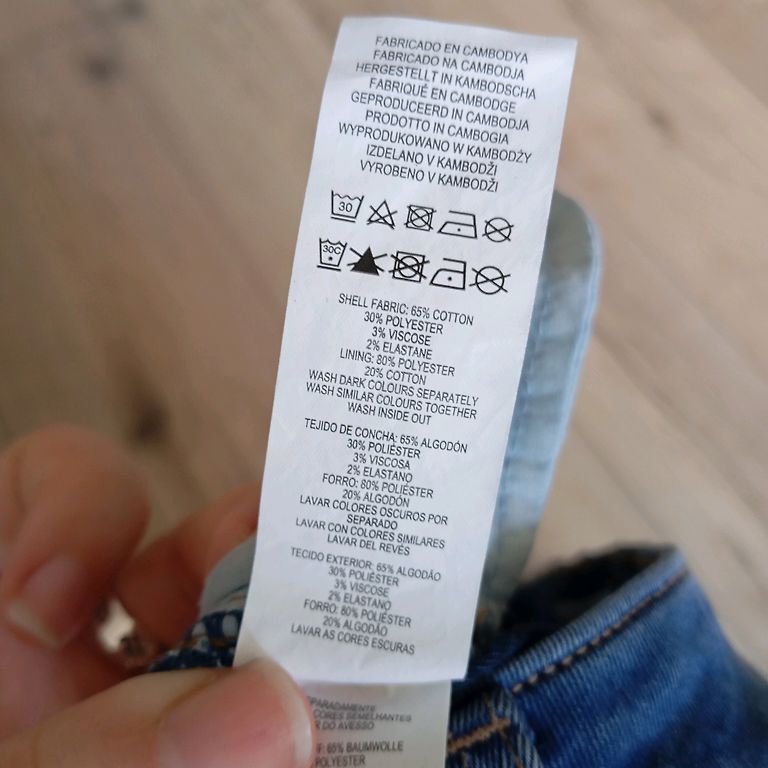 FABRICADO EN CAMBODYA
FABRICADO NA CAMBODJA
HERGESTELLT IN KAMBODSCHA
FABRIQUÉ EN CAMBODGE
GEPRODUCEERD IN CAMBODJA
PRODOTTO IN CAMBOGIA
WYPRODUKOWANO W KAMBODŻY
IZDELANO V KAMBODŽI
VYROBENO V KAMBODŽI
30
30C
SHELL FABRIC: 65% COTTON
30% POLYESTER
3% VISCOSE
2% ELASTANE
LINING: 80% POLYESTER
20% COTTON
WASH DARK COLOURS SEPARATELY
WASH SIMILAR COLOURS TOGETHER
WASH INSIDE OUT
TEJIDO DE CONCHA: 65% ALGODÓN
30% POLIÉSTER
3% VISCOSA
2% ELASTANO
FORRO: 80% POLIÉSTER
20% ALGODÓN
LAVAR COLORES OSCUROS POR
SEPARADO
LAVAR CON COLORES SIMILARES
LAVAR DEL REVÉS
TECIDO EXTERIOR: 65% ALGODÃO
30% POLIÉSTER
3% VISCOSE
2% ELASTANO
FORRO: 80% POLIÉSTER
20% ALGODÃO
LAVAR AS CORES ESCURAS
PARADAMENTE
CORES SEMELHANTES
R DO AVESSO
F: 65% BAUMWOLLE
POLYESTER